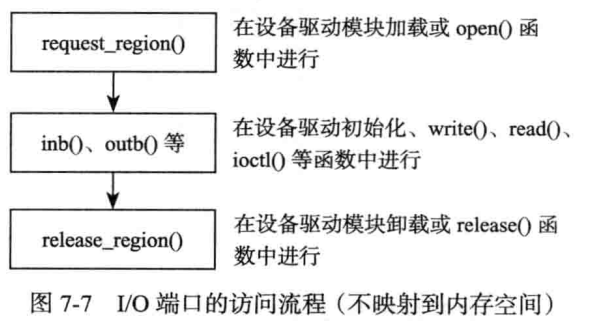 request_region()
在设备驱动模块加载或 open() 函
数中进行
inb()、outb() 等
在设备驱动初始化、write()、read()、
ioctl() 等函数中进行
release_region()
在设备驱动模块卸载或 release() 函
数中进行
图 7-7 I/O 端口的访问流程（不映射到内存空间）